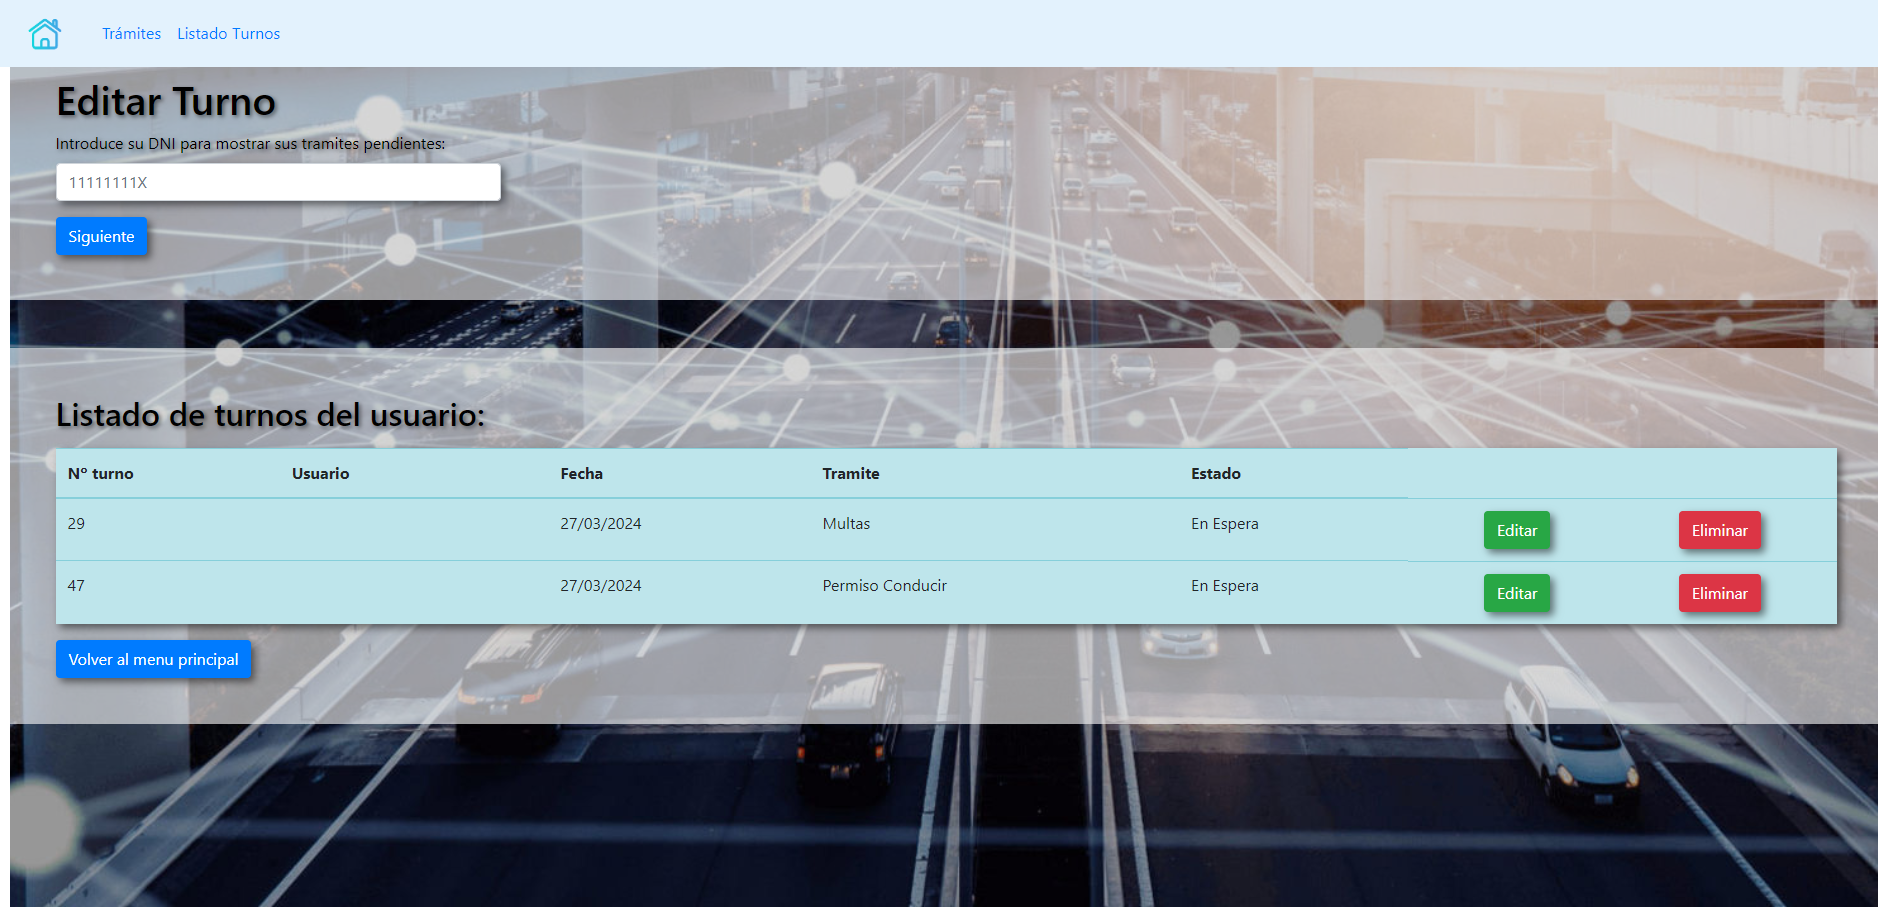 Trámites Listado Turnos
Editar Turno
Introduce su DNI para mostrar sus tramites pendientes:
11111111X
Siguiente
Listado de turnos del usuario:
Nº turno Usuario Fecha Tramite Estado
29 27/03/2024 Multas En Espera Editar Eliminar
47 27/03/2024 Permiso Conducir En Espera Editar Eliminar
Volver al menu principal